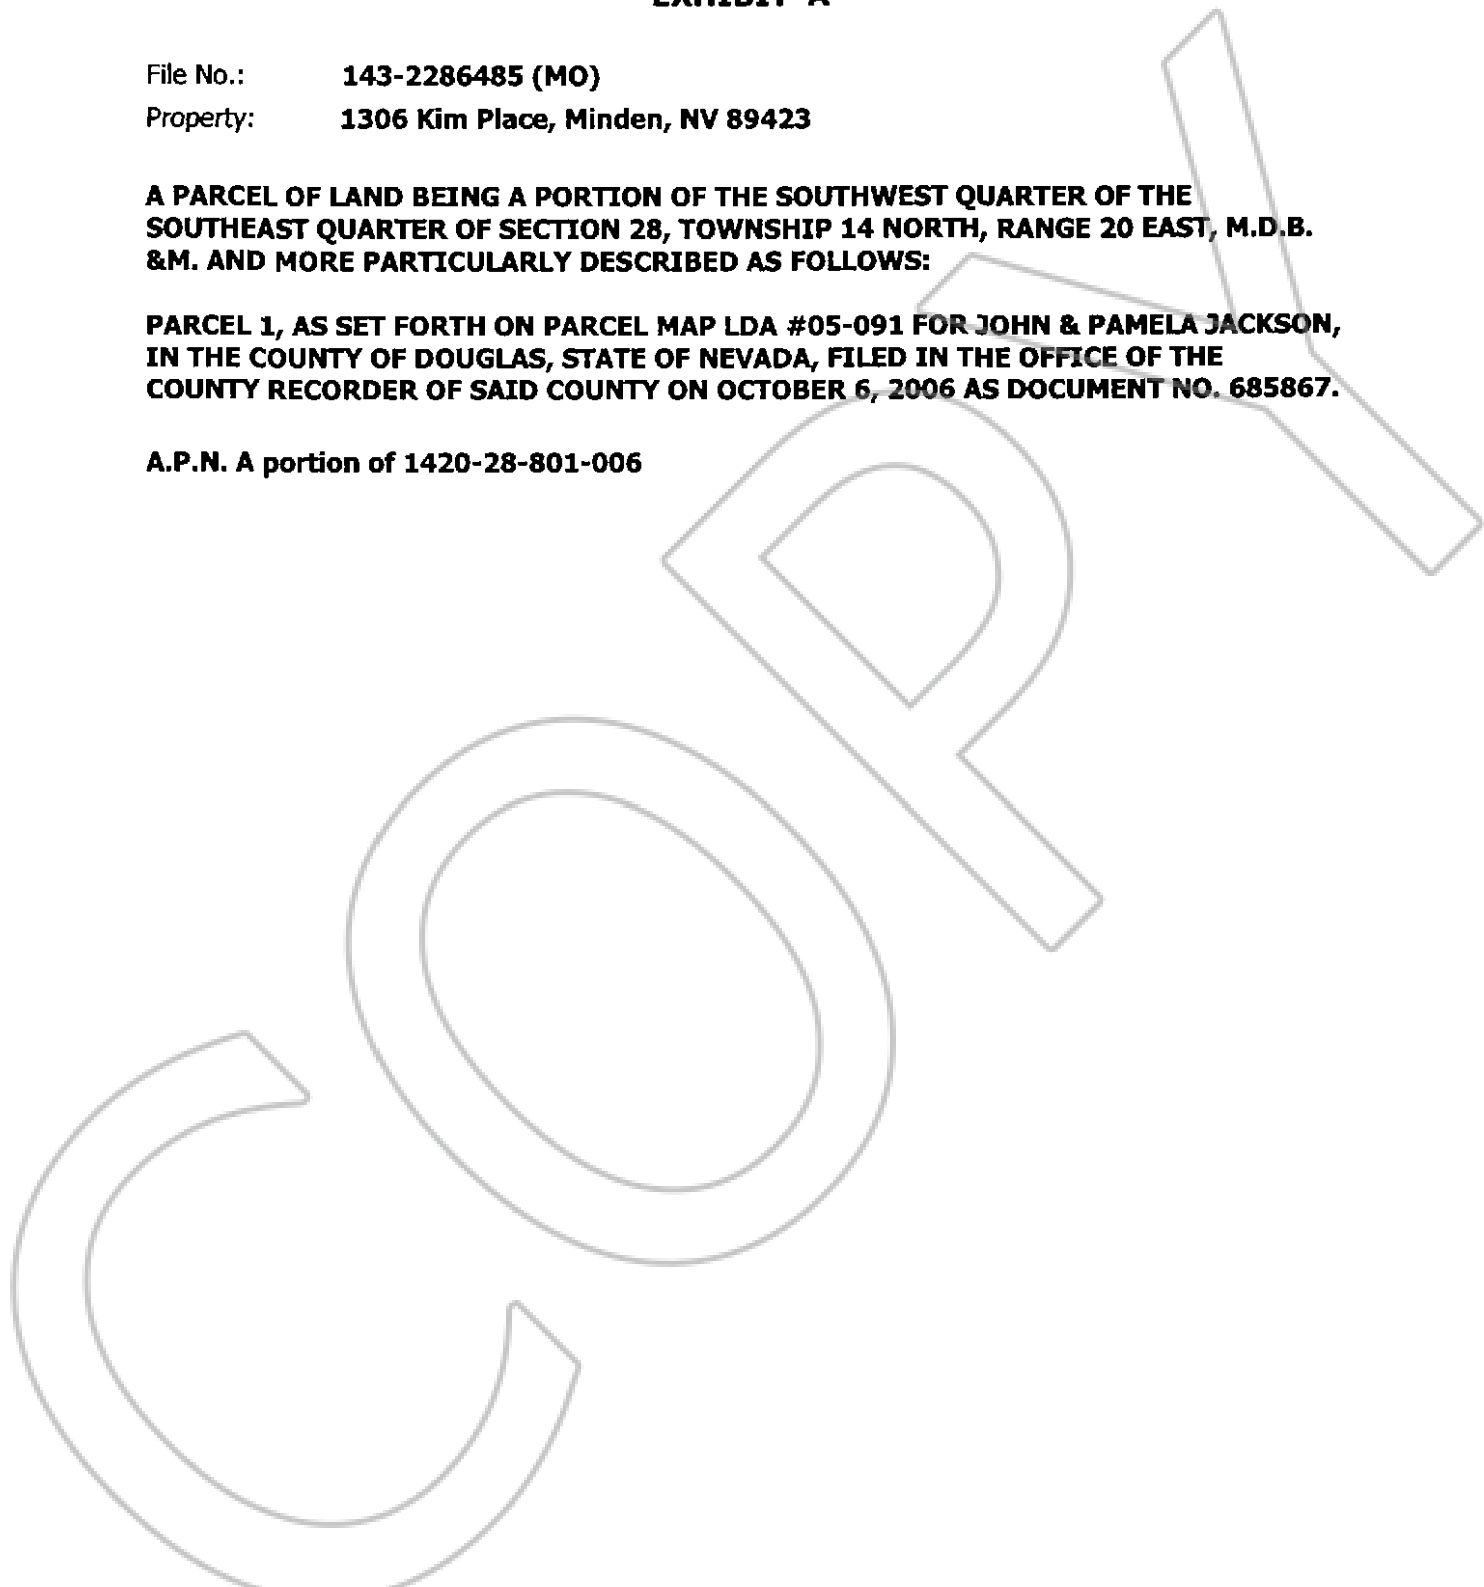 EXHIBIT 'A'
File No.: 143-2286485 (MO)
Property: 1306 Kim Place, Minden, NV 89423
A PARCEL OF LAND BEING A PORTION OF THE SOUTHWEST QUARTER OF THE
SOUTHEAST QUARTER OF SECTION 28, TOWNSHIP 14 NORTH, RANGE 20 EAST, M.D.B.
&M. AND MORE PARTICULARLY DESCRIBED AS FOLLOWS:
PARCEL 1, AS SET FORTH ON PARCEL MAP LDA #05-091 FOR JOHN & PAMELA JACKSON,
IN THE COUNTY OF DOUGLAS, STATE OF NEVADA, FILED IN THE OFFICE OF THE
COUNTY RECORDER OF SAID COUNTY ON OCTOBER 6, 2006 AS DOCUMENT NO. 685867.
A.P.N. A portion of 1420-28-801-006
COPY